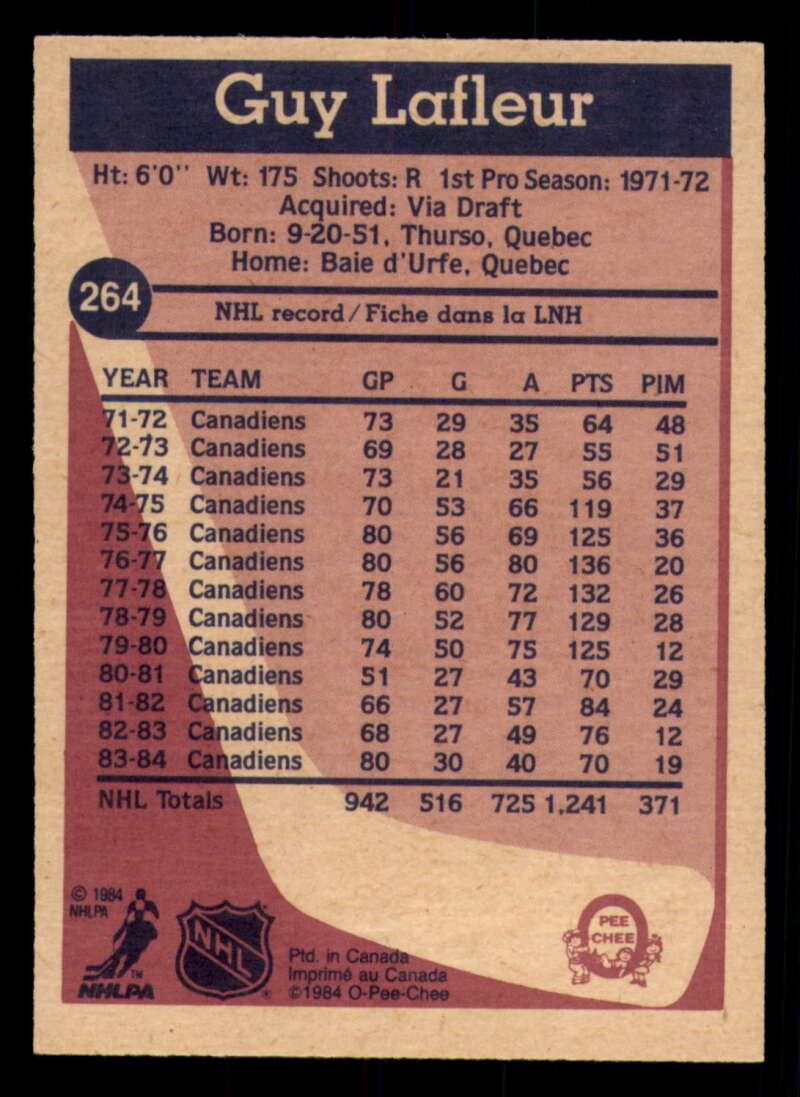 Guy Lafleur
Ht: 6'0'' Wt: 175 Shoots: R 1st Pro Season: 1971-72
Acquired: Via Draft
Born: 9-20-51, Thurso, Quebec
Home: Baie d'Urfe, Quebec
264
NHL record/Fiche dans la LNH
YEAR TEAM GP G A PTS PIM
71-72 Canadiens 73 29 35 64 48
72-73 Canadiens 69 28 27 55 51
73-74 Canadiens 73 21 35 56 29
74-75 Canadiens 70 53 66 119 37
75-76 Canadiens 80 56 69 125 36
76-77 Canadiens 80 56 80 136 20
77-78 Canadiens 78 60 72 132 26
78-79 Canadiens 80 52 77 129 28
79-80 Canadiens 74 50 75 125 12
80-81 Canadiens 51 27 43 70 29
81-82 Canadiens 66 27 57 84 24
82-83 Canadiens 68 27 49 76 12
83-84 Canadiens 80 30 40 70 19
NHL Totals 942 516 725 1,241 371
© 1984
NHLPA
TM
NHLPA
NHL
®
Ptd. in Canada
Imprimé au Canada
©1984 O-Pee-Chee
PEE
CHEE